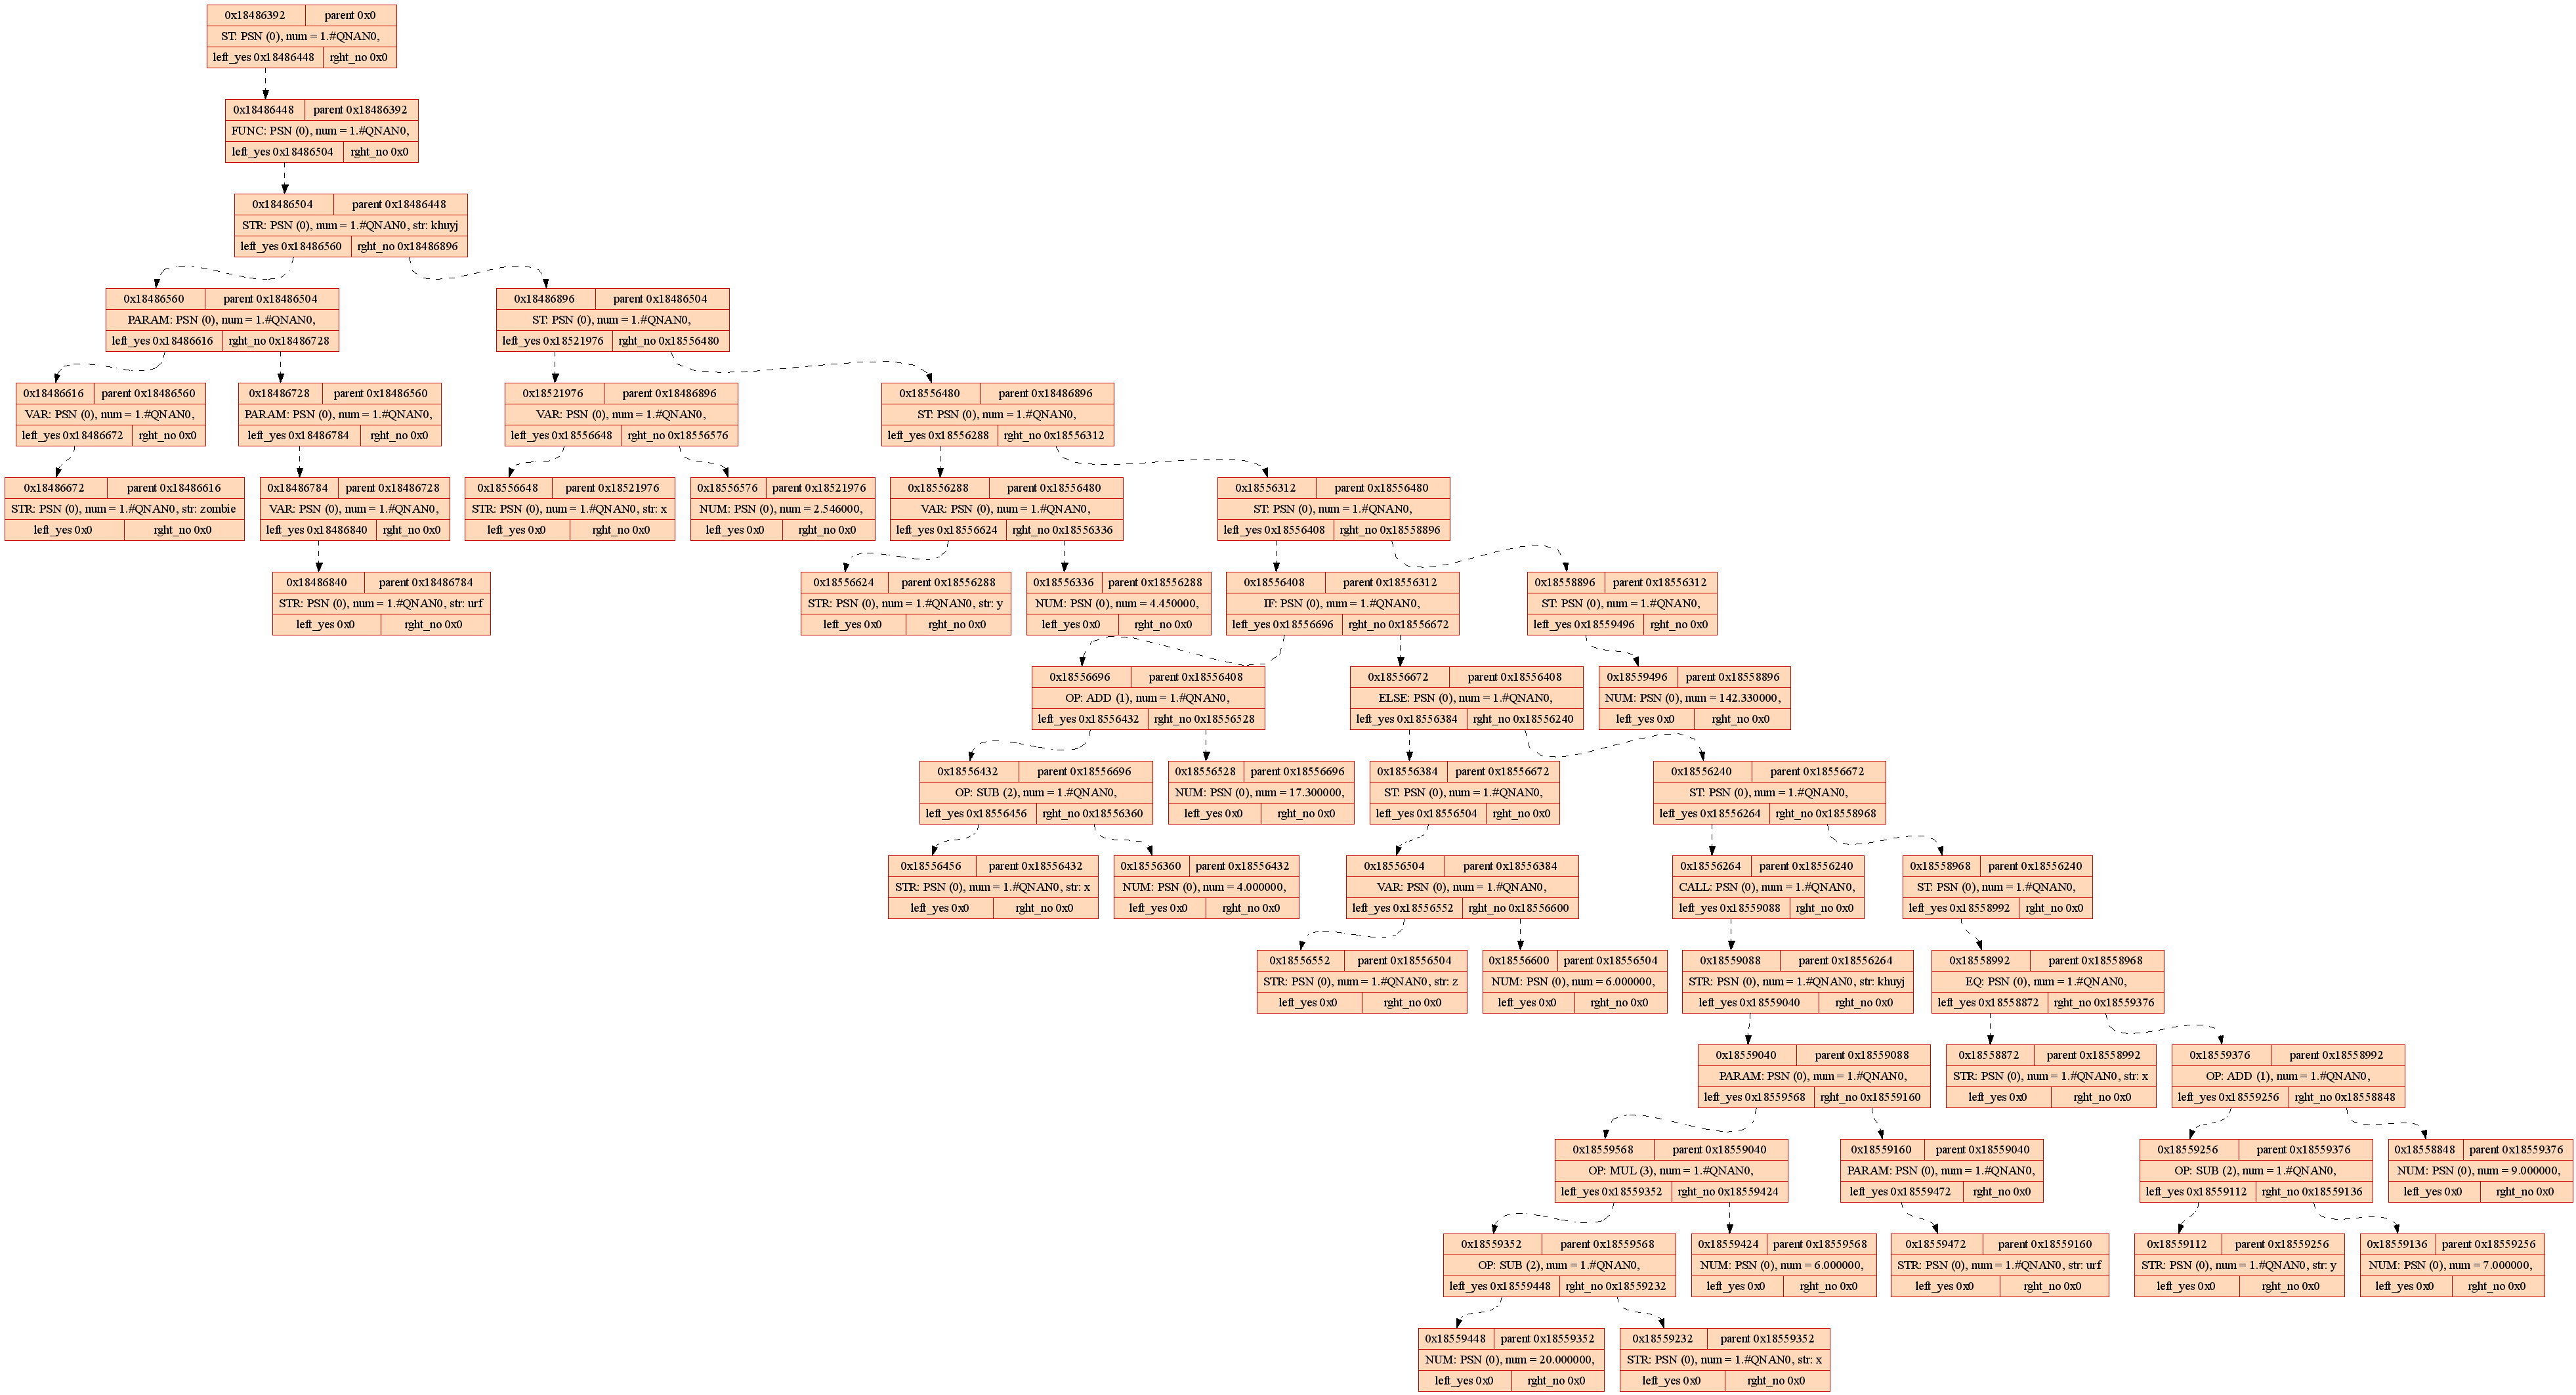 0x18486392 parent 0x0
ST: PSN (0), num = 1.#QNAN0,
left_yes 0x18486448 rght_no 0x0
0x18486448 parent 0x18486392
FUNC: PSN (0), num = 1.#QNAN0,
left_yes 0x18486504 rght_no 0x0
0x18486504 parent 0x18486448
STR: PSN (0), num = 1.#QNAN0, str: khuyj
left_yes 0x18486560 rght_no 0x18486896
0x18486560 parent 0x18486504 0x18486896 parent 0x18486504
PARAM: PSN (0), num = 1.#QNAN0, ST: PSN (0), num = 1.#QNAN0,
left_yes 0x18486616 rght_no 0x18486728 left_yes 0x18521976 rght_no 0x18556480
0x18486616 parent 0x18486560 0x18486728 parent 0x18486560 0x18521976 parent 0x18486896 0x18556480 parent 0x18486896
VAR: PSN (0), num = 1.#QNAN0, PARAM: PSN (0), num = 1.#QNAN0, VAR: PSN (0), num = 1.#QNAN0, ST: PSN (0), num = 1.#QNAN0,
left_yes 0x18486672 rght_no 0x0 left_yes 0x18486784 rght_no 0x0 left_yes 0x18556648 rght_no 0x18556576 left_yes 0x18556288 rght_no 0x18556312
0x18486672 parent 0x18486616 0x18486784 parent 0x18486728 0x18556648 parent 0x18521976 0x18556576 parent 0x18521976 0x18556288 parent 0x18556480 0x18556312 parent 0x18556480
STR: PSN (0), num = 1.#QNAN0, str: zombie VAR: PSN (0), num = 1.#QNAN0, STR: PSN (0), num = 1.#QNAN0, str: x NUM: PSN (0), num = 2.546000, VAR: PSN (0), num = 1.#QNAN0, ST: PSN (0), num = 1.#QNAN0,
left_yes 0x0 rght_no 0x0 left_yes 0x18486840 rght_no 0x0 left_yes 0x0 rght_no 0x0 left_yes 0x0 rght_no 0x0 left_yes 0x18556624 rght_no 0x18556336 left_yes 0x18556408 rght_no 0x18558896
0x18486840 parent 0x18486784 0x18556624 parent 0x18556288 0x18556336 parent 0x18556288 0x18556408 parent 0x18556312 0x18558896 parent 0x18556312
STR: PSN (0), num = 1.#QNAN0, str: urf STR: PSN (0), num = 1.#QNAN0, str: y NUM: PSN (0), num = 4.450000, IF: PSN (0), num = 1.#QNAN0, ST: PSN (0), num = 1.#QNAN0,
left_yes 0x0 rght_no 0x0 left_yes 0x0 rght_no 0x0 left_yes 0x0 rght_no 0x0 left_yes 0x18556696 rght_no 0x18556672 left_yes 0x18559496 rght_no 0x0
0x18556696 parent 0x18556408 0x18556672 parent 0x18556408 0x18559496 parent 0x18558896
OP: ADD (1), num = 1.#QNAN0, ELSE: PSN (0), num = 1.#QNAN0, NUM: PSN (0), num = 142.330000,
left_yes 0x18556432 rght_no 0x18556528 left_yes 0x18556384 rght_no 0x18556240 left_yes 0x0 rght_no 0x0
0x18556432 parent 0x18556696 0x18556528 parent 0x18556696 0x18556384 parent 0x18556672 0x18556240 parent 0x18556672
OP: SUB (2), num = 1.#QNAN0, NUM: PSN (0), num = 17.300000, ST: PSN (0), num = 1.#QNAN0, ST: PSN (0), num = 1.#QNAN0,
left_yes 0x18556456 rght_no 0x18556360 left_yes 0x0 rght_no 0x0 left_yes 0x18556504 rght_no 0x0 left_yes 0x18556264 rght_no 0x18558968
0x18556456 parent 0x18556432 0x18556360 parent 0x18556432 0x18556504 parent 0x18556384 0x18556264 parent 0x18556240 0x18558968 parent 0x18556240
STR: PSN (0), num = 1.#QNAN0, str: x NUM: PSN (0), num = 4.000000, VAR: PSN (0), num = 1.#QNAN0, CALL: PSN (0), num = 1.#QNAN0, ST: PSN (0), num = 1.#QNAN0,
left_yes 0x0 rght_no 0x0 left_yes 0x0 rght_no 0x0 left_yes 0x18556552 rght_no 0x18556600 left_yes 0x18559088 rght_no 0x0 left_yes 0x18558992 rght_no 0x0
0x18556552 parent 0x18556504 0x18556600 parent 0x18556504 0x18559088 parent 0x18556264 0x18558992 parent 0x18558968
STR: PSN (0), num = 1.#QNAN0, str: z NUM: PSN (0), num = 6.000000, STR: PSN (0), num = 1.#QNAN0, str: khuyj EQ: PSN (0), num = 1.#QNAN0,
left_yes 0x0 rght_no 0x0 left_yes 0x0 rght_no 0x0 left_yes 0x18559040 rght_no 0x0 left_yes 0x18558872 rght_no 0x18559376
0x18559040 parent 0x18559088 0x18558872 parent 0x18558992 0x18559376 parent 0x18558992
PARAM: PSN (0), num = 1.#QNAN0, STR: PSN (0), num = 1.#QNAN0, str: x OP: ADD (1), num = 1.#QNAN0,
left_yes 0x18559568 rght_no 0x18559160 left_yes 0x0 rght_no 0x0 left_yes 0x18559256 rght_no 0x18558848
0x18559568 parent 0x18559040 0x18559160 parent 0x18559040 0x18559256 parent 0x18559376 0x18558848 parent 0x18559376
OP: MUL (3), num = 1.#QNAN0, PARAM: PSN (0), num = 1.#QNAN0, OP: SUB (2), num = 1.#QNAN0, NUM: PSN (0), num = 9.000000,
left_yes 0x18559352 rght_no 0x18559424 left_yes 0x18559472 rght_no 0x0 left_yes 0x18559112 rght_no 0x18559136 left_yes 0x0 rght_no 0x0
0x18559352 parent 0x18559568 0x18559424 parent 0x18559568 0x18559472 parent 0x18559160 0x18559112 parent 0x18559256 0x18559136 parent 0x18559256
OP: SUB (2), num = 1.#QNAN0, NUM: PSN (0), num = 6.000000, STR: PSN (0), num = 1.#QNAN0, str: urf STR: PSN (0), num = 1.#QNAN0, str: y NUM: PSN (0), num = 7.000000,
left_yes 0x18559448 rght_no 0x18559232 left_yes 0x0 rght_no 0x0 left_yes 0x0 rght_no 0x0 left_yes 0x0 rght_no 0x0 left_yes 0x0 rght_no 0x0
0x18559448 parent 0x18559352 0x18559232 parent 0x18559352
NUM: PSN (0), num = 20.000000, STR: PSN (0), num = 1.#QNAN0, str: x
left_yes 0x0 rght_no 0x0 left_yes 0x0 rght_no 0x0